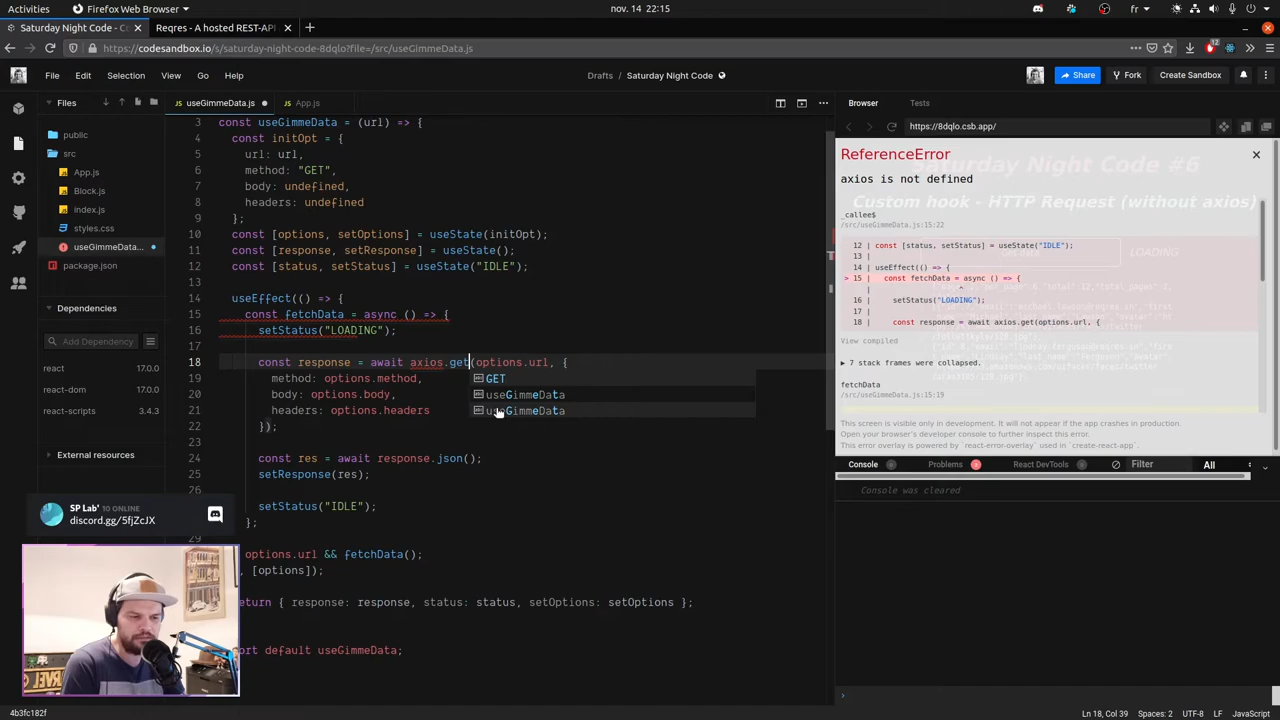 Activities
Firefox Web Browser
nov. 14 22:15
fr
Saturday Night Code - Co
Reqres - A hosted REST-API
https://codesandbox.io/s/saturday-night-code-8dqlo?file=/src/useGimmeData.js
12
File Edit Selection View Go Help
Drafts / Saturday Night Code
Share
Fork
Create Sandbox
Files
public
src
App.js
Block.js
index.js
styles.css
useGimmeData...
package.json
Dependencies
Add Dependency
react 17.0.0
react-dom 17.0.0
react-scripts 3.4.3
External resources
useGimmeData.js
App.js
3 const useGimmeData = (url) => {
4 const initOpt = {
5 url: url,
6 method: "GET",
7 body: undefined,
8 headers: undefined
9 };
10 const [options, setOptions] = useState(initOpt);
11 const [response, setResponse] = useState();
12 const [status, setStatus] = useState("IDLE");
13
14 useEffect(() => {
15 const fetchData = async () => {
16 setStatus("LOADING");
17
18 const response = await axios.get(options.url, {
19 method: options.method,
20 body: options.body,
21 headers: options.headers
22 });
23
24 const res = await response.json();
25 setResponse(res);
26
27 setStatus("IDLE");
28 };
29
options.url && fetchData();
, [options]);
eturn { response: response, status: status, setOptions: setOptions };
ort default useGimmeData;
GET
useGimmeData
useGimmeData
SP Lab'
discord.gg/5fjZcJX
MARVEL
Browser
Tests
https://8dqlo.csb.app/
Saturday Night Code #6
Custom hook - HTTP Request (without axios)
LOADING
ReferenceError
axios is not defined
_callee$
/src/useGimmeData.js:15:22
12 | const [status, setStatus] = useState("IDLE");
13 |
14 | useEffect(() => {
> 15 | const fetchData = async () => {
| ^
16 | setStatus("LOADING");
17 |
18 | const response = await axios.get(options.url, {
View compiled
▶ 7 stack frames were collapsed.
fetchData
/src/useGimmeData.js:15:19
This screen is visible only in development. It will not appear if the app crashes in production.
Open your browser's developer console to further inspect this error.
This error overlay is powered by `react-error-overlay` used in `create-react-app`.
Console 0
Problems
React DevTools 0
Filter
All
Console was cleared
4b3fc182f
Ln 18, Col 39
Spaces: 2
UTF-8
LF
JavaScript